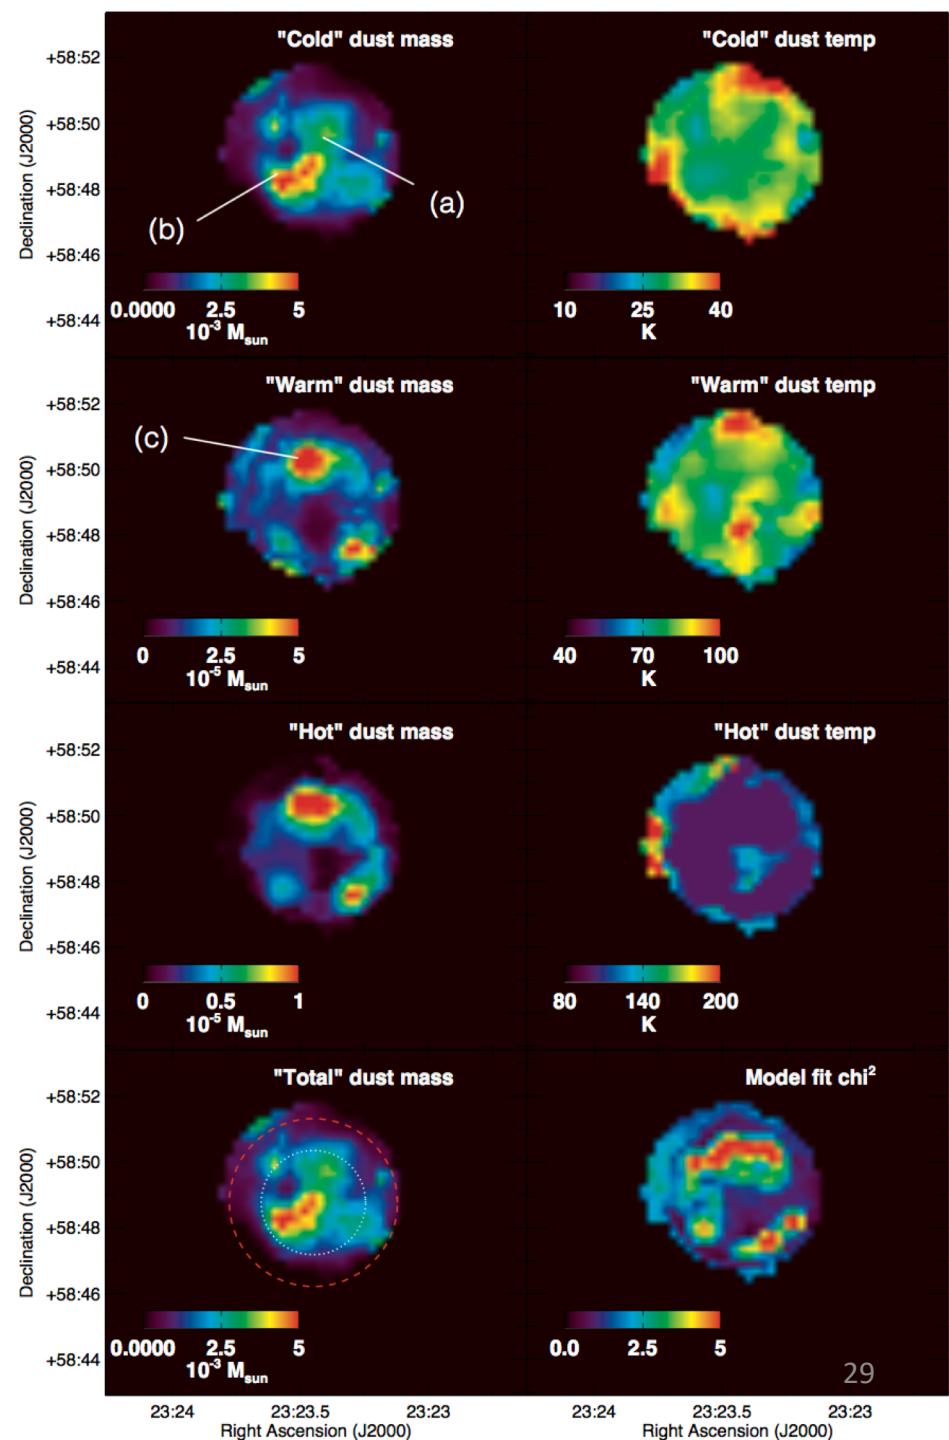 "Cold" dust mass
"Cold" dust temp
+58:52
+58:50
+58:48
+58:46
+58:44
Declination (J2000)
(a)
(b)
0.0000 2.5 5
10⁻³ Mₛᵤₙ
10 25 40
K
"Warm" dust mass
"Warm" dust temp
+58:52
+58:50
+58:48
+58:46
+58:44
Declination (J2000)
(c)
0 2.5 5
10⁻⁵ Mₛᵤₙ
40 70 100
K
"Hot" dust mass
"Hot" dust temp
+58:52
+58:50
+58:48
+58:46
+58:44
Declination (J2000)
0 0.5 1
10⁻⁵ Mₛᵤₙ
80 140 200
K
"Total" dust mass
Model fit chi²
+58:52
+58:50
+58:48
+58:46
+58:44
Declination (J2000)
0.0000 2.5 5
10⁻³ Mₛᵤₙ
0.0 2.5 5
29
23:24 23:23.5 23:23
Right Ascension (J2000)
23:24 23:23.5 23:23
Right Ascension (J2000)